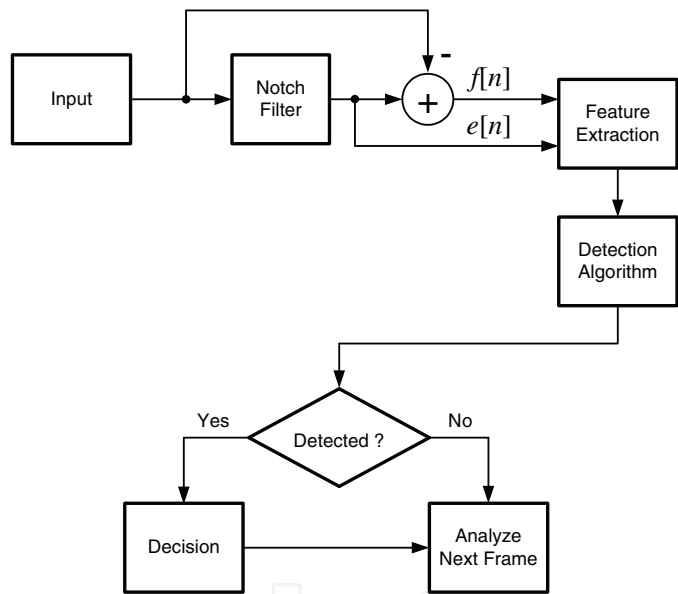 -
Input
Notch
Filter
+
f[n]
e[n]
Feature
Extraction
Detection
Algorithm
Yes
Detected ?
No
Decision
Analyze
Next Frame